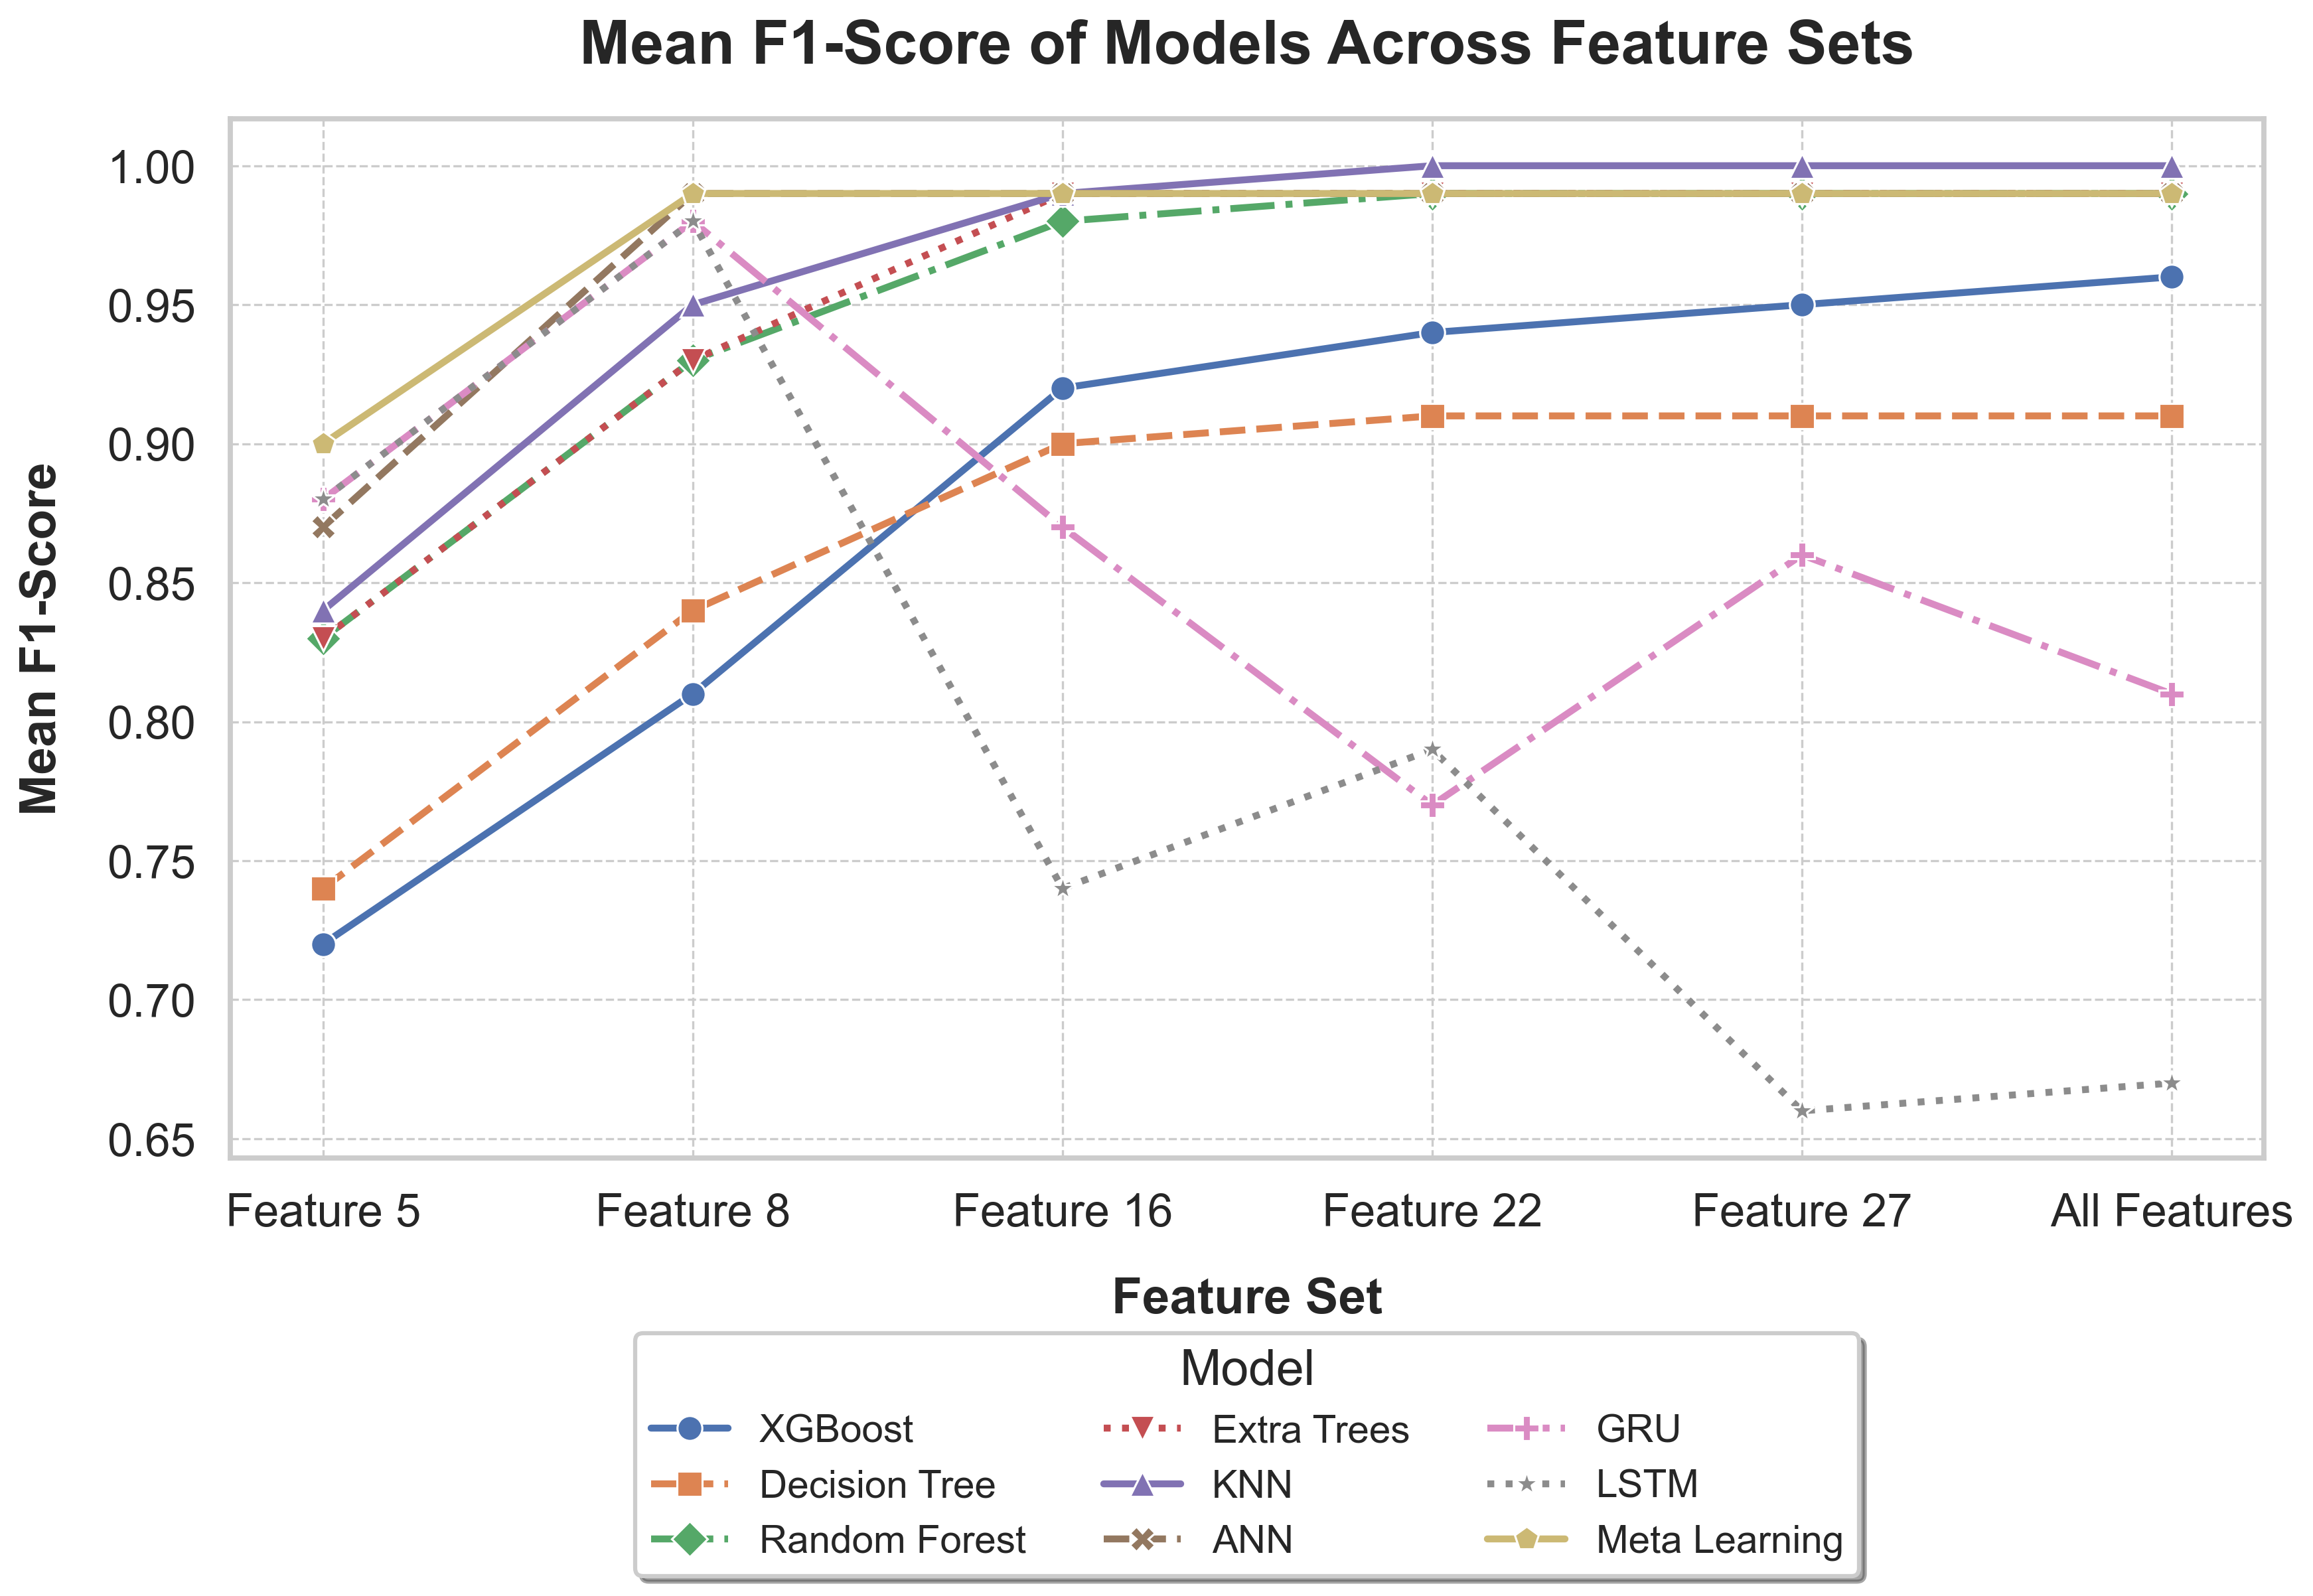 Mean F1-Score of Models Across Feature Sets
Mean F1-Score
1.00
0.95
0.90
0.85
0.80
0.75
0.70
0.65
Feature 5 Feature 8 Feature 16 Feature 22 Feature 27 All Features
Feature Set
Model
XGBoost Extra Trees GRU
Decision Tree KNN LSTM
Random Forest ANN Meta Learning